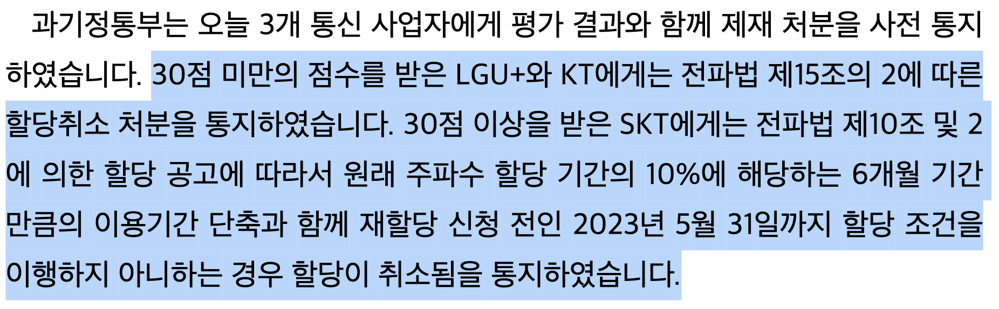 과기정통부는 오늘 3개 통신 사업자에게 평가 결과와 함께 제재 처분을 사전 통지
하였습니다. 30점 미만의 점수를 받은 LGU+와 KT에게는 전파법 제15조의 2에 따른
할당취소 처분을 통지하였습니다. 30점 이상을 받은 SKT에게는 전파법 제10조 및 2
에 의한 할당 공고에 따라서 원래 주파수 할당 기간의 10%에 해당하는 6개월 기간
만큼의 이용기간 단축과 함께 재할당 신청 전인 2023년 5월 31일까지 할당 조건을
이행하지 아니하는 경우 할당이 취소됨을 통지하였습니다.